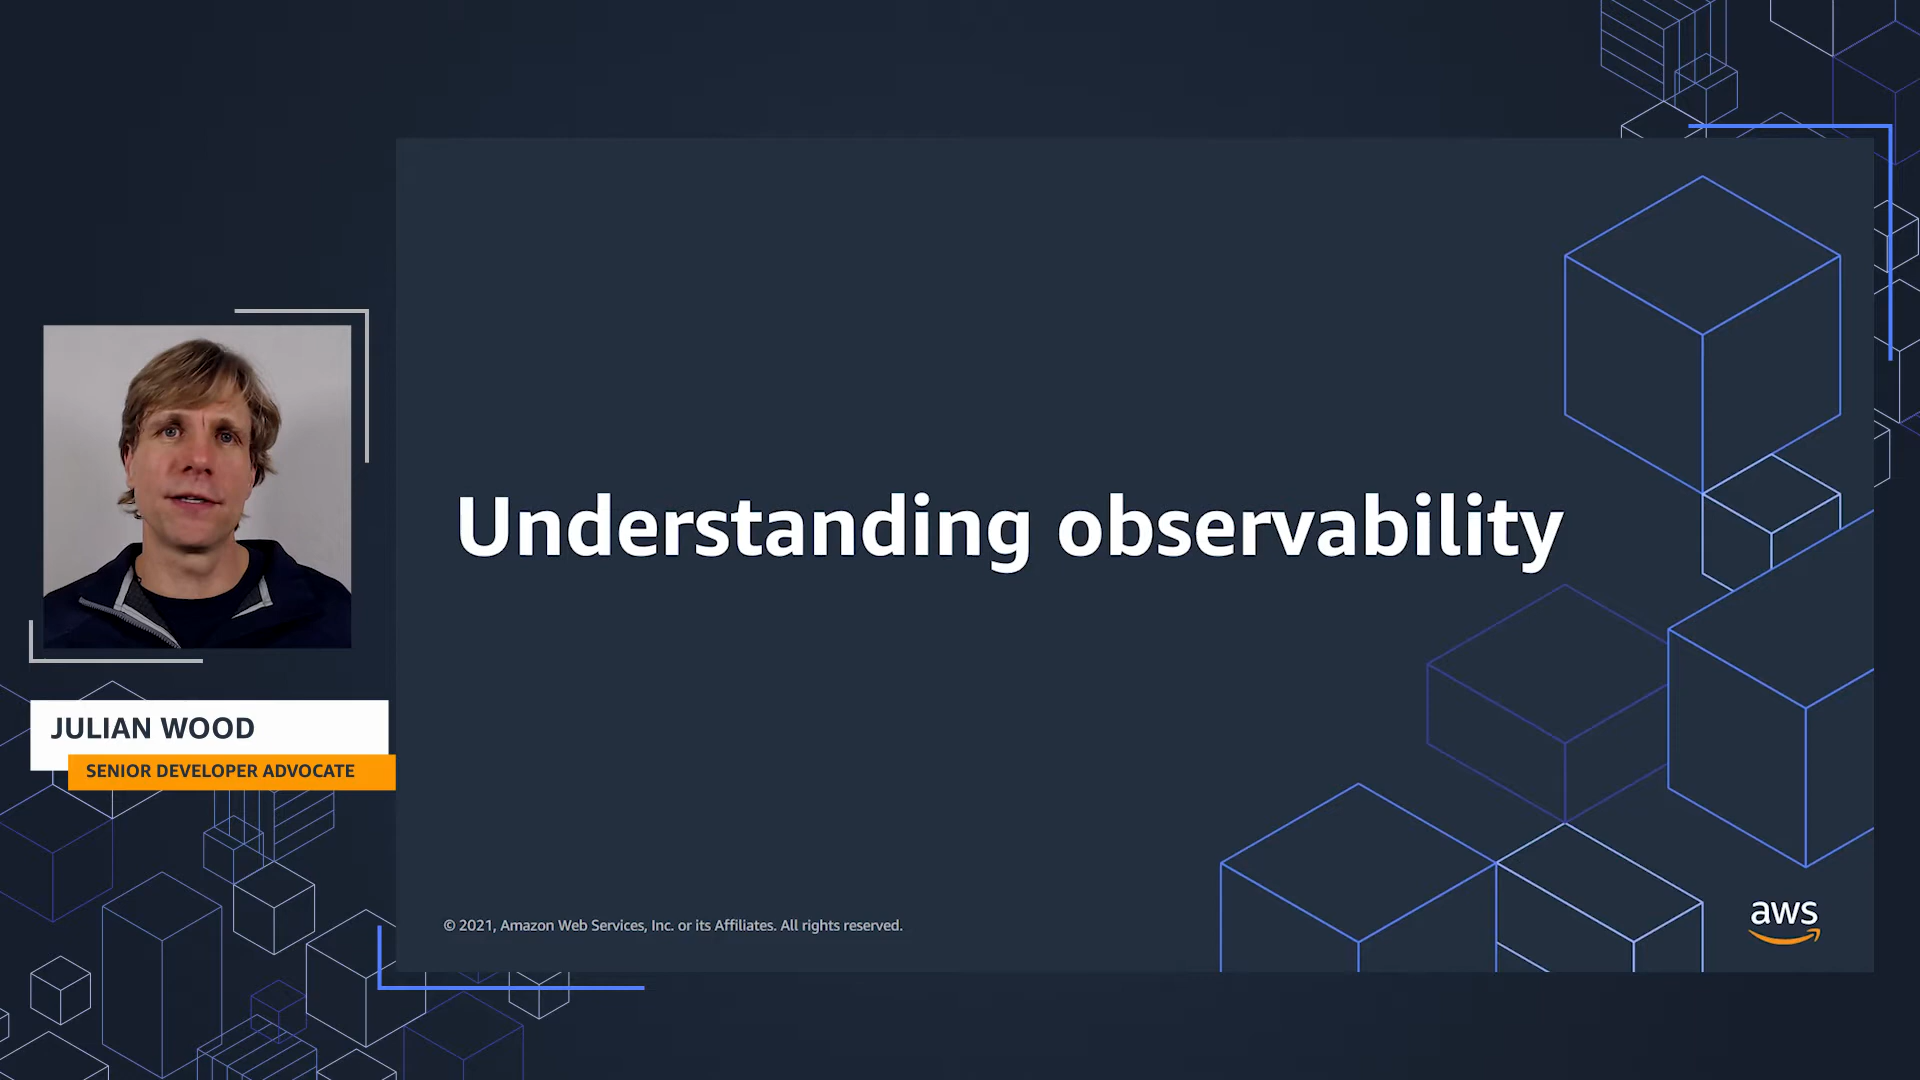 Understanding observability
JULIAN WOOD
SENIOR DEVELOPER ADVOCATE
© 2021, Amazon Web Services, Inc. or its Affiliates. All rights reserved.
aws